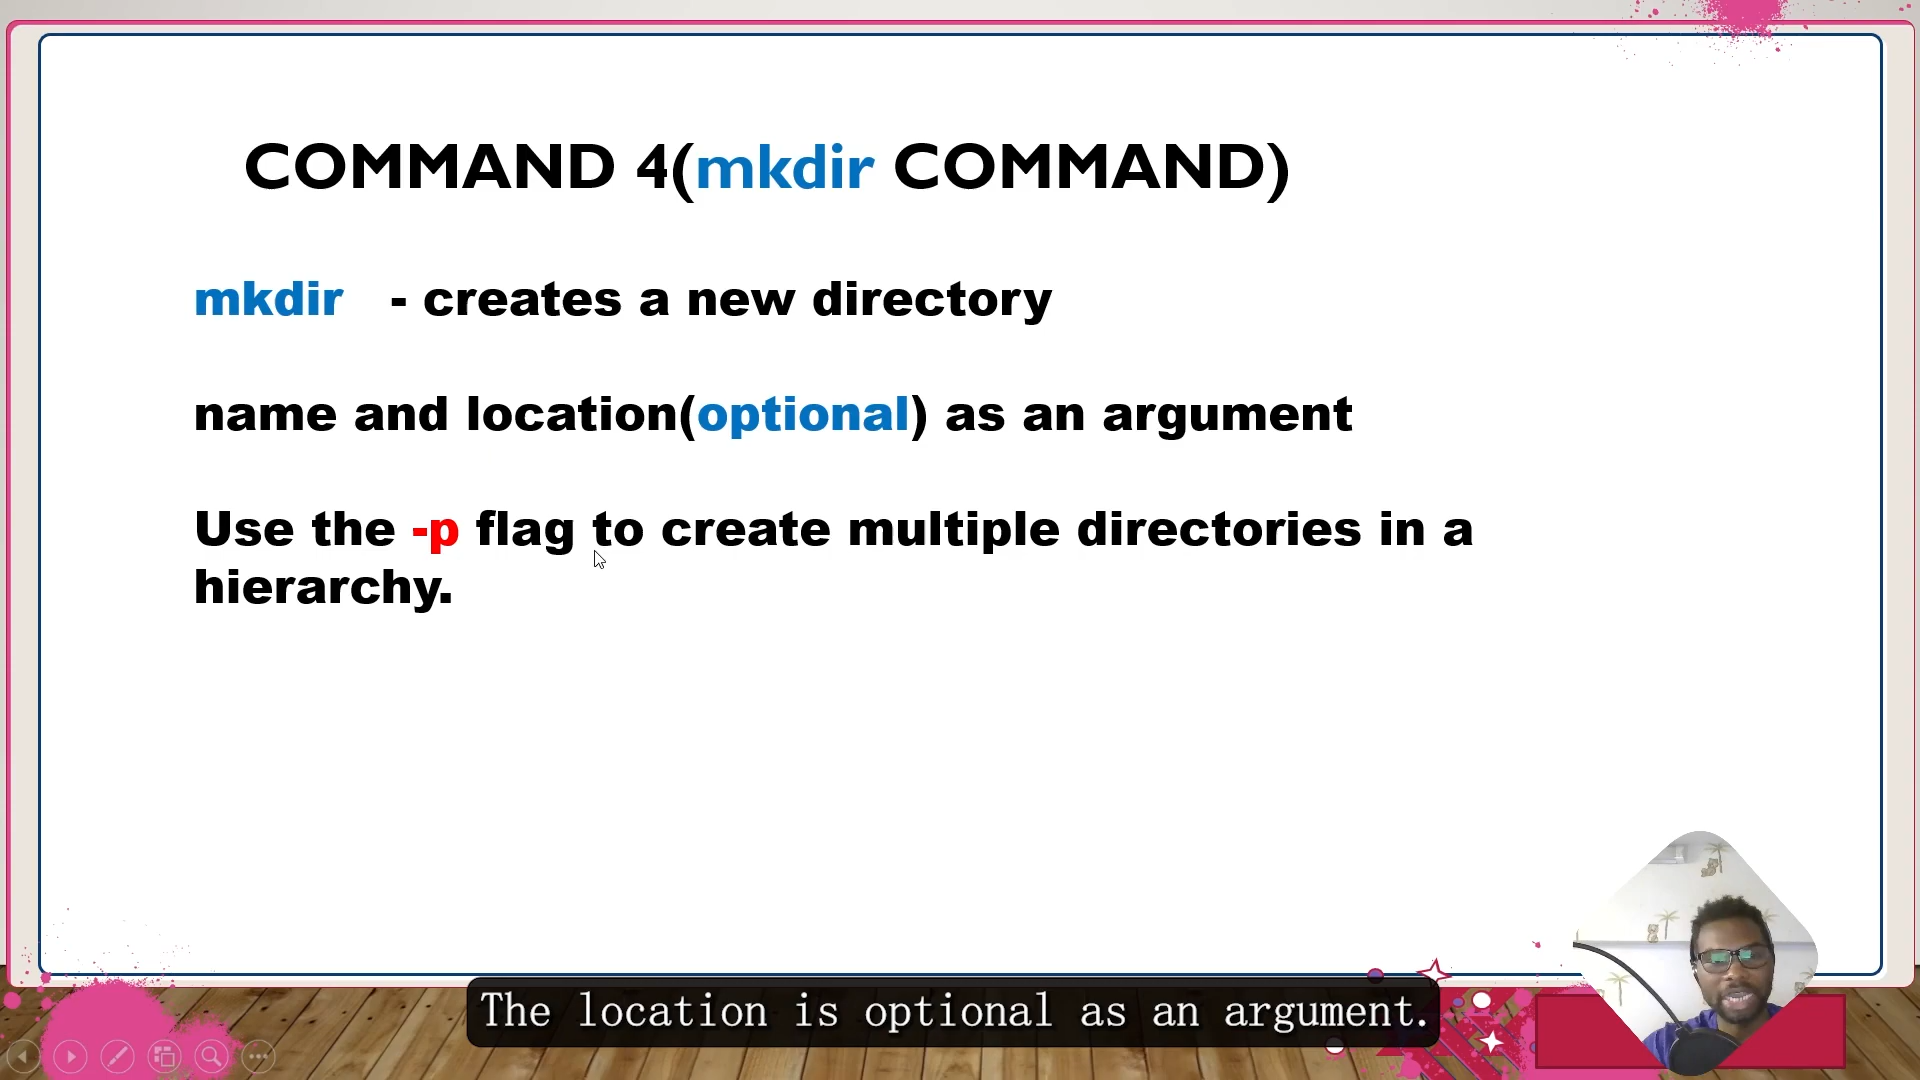 COMMAND 4(mkdir COMMAND)
mkdir - creates a new directory
name and location(optional) as an argument
Use the -p flag to create multiple directories in a
hierarchy.
The location is optional as an argument.